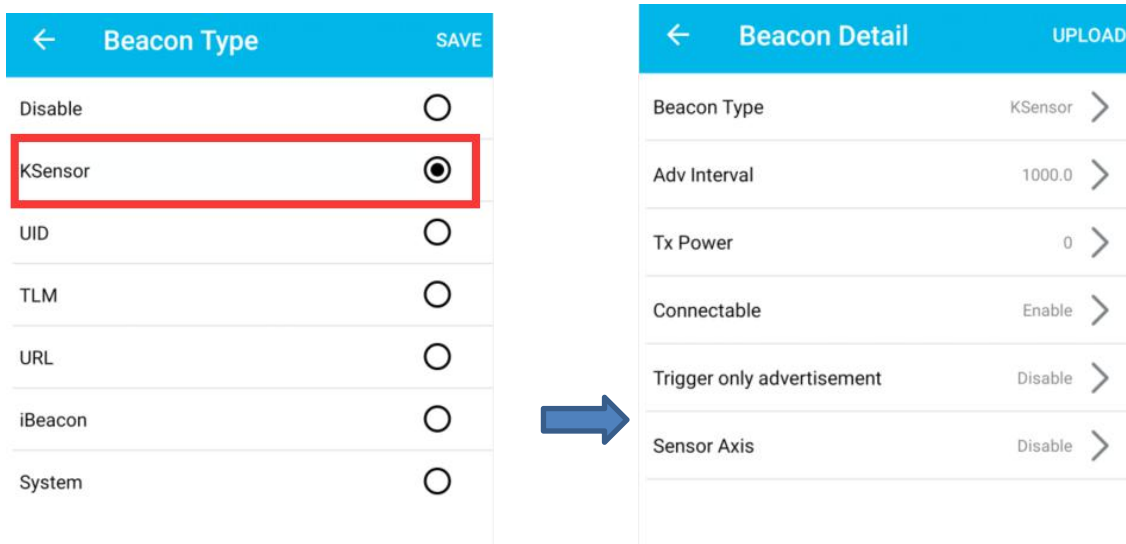 Beacon Type SAVE
Disable
KSensor
UID
TLM
URL
iBeacon
System
Beacon Detail UPLOAD
Beacon Type KSensor
Adv Interval 1000.0
Tx Power 0
Connectable Enable
Trigger only advertisement Disable
Sensor Axis Disable